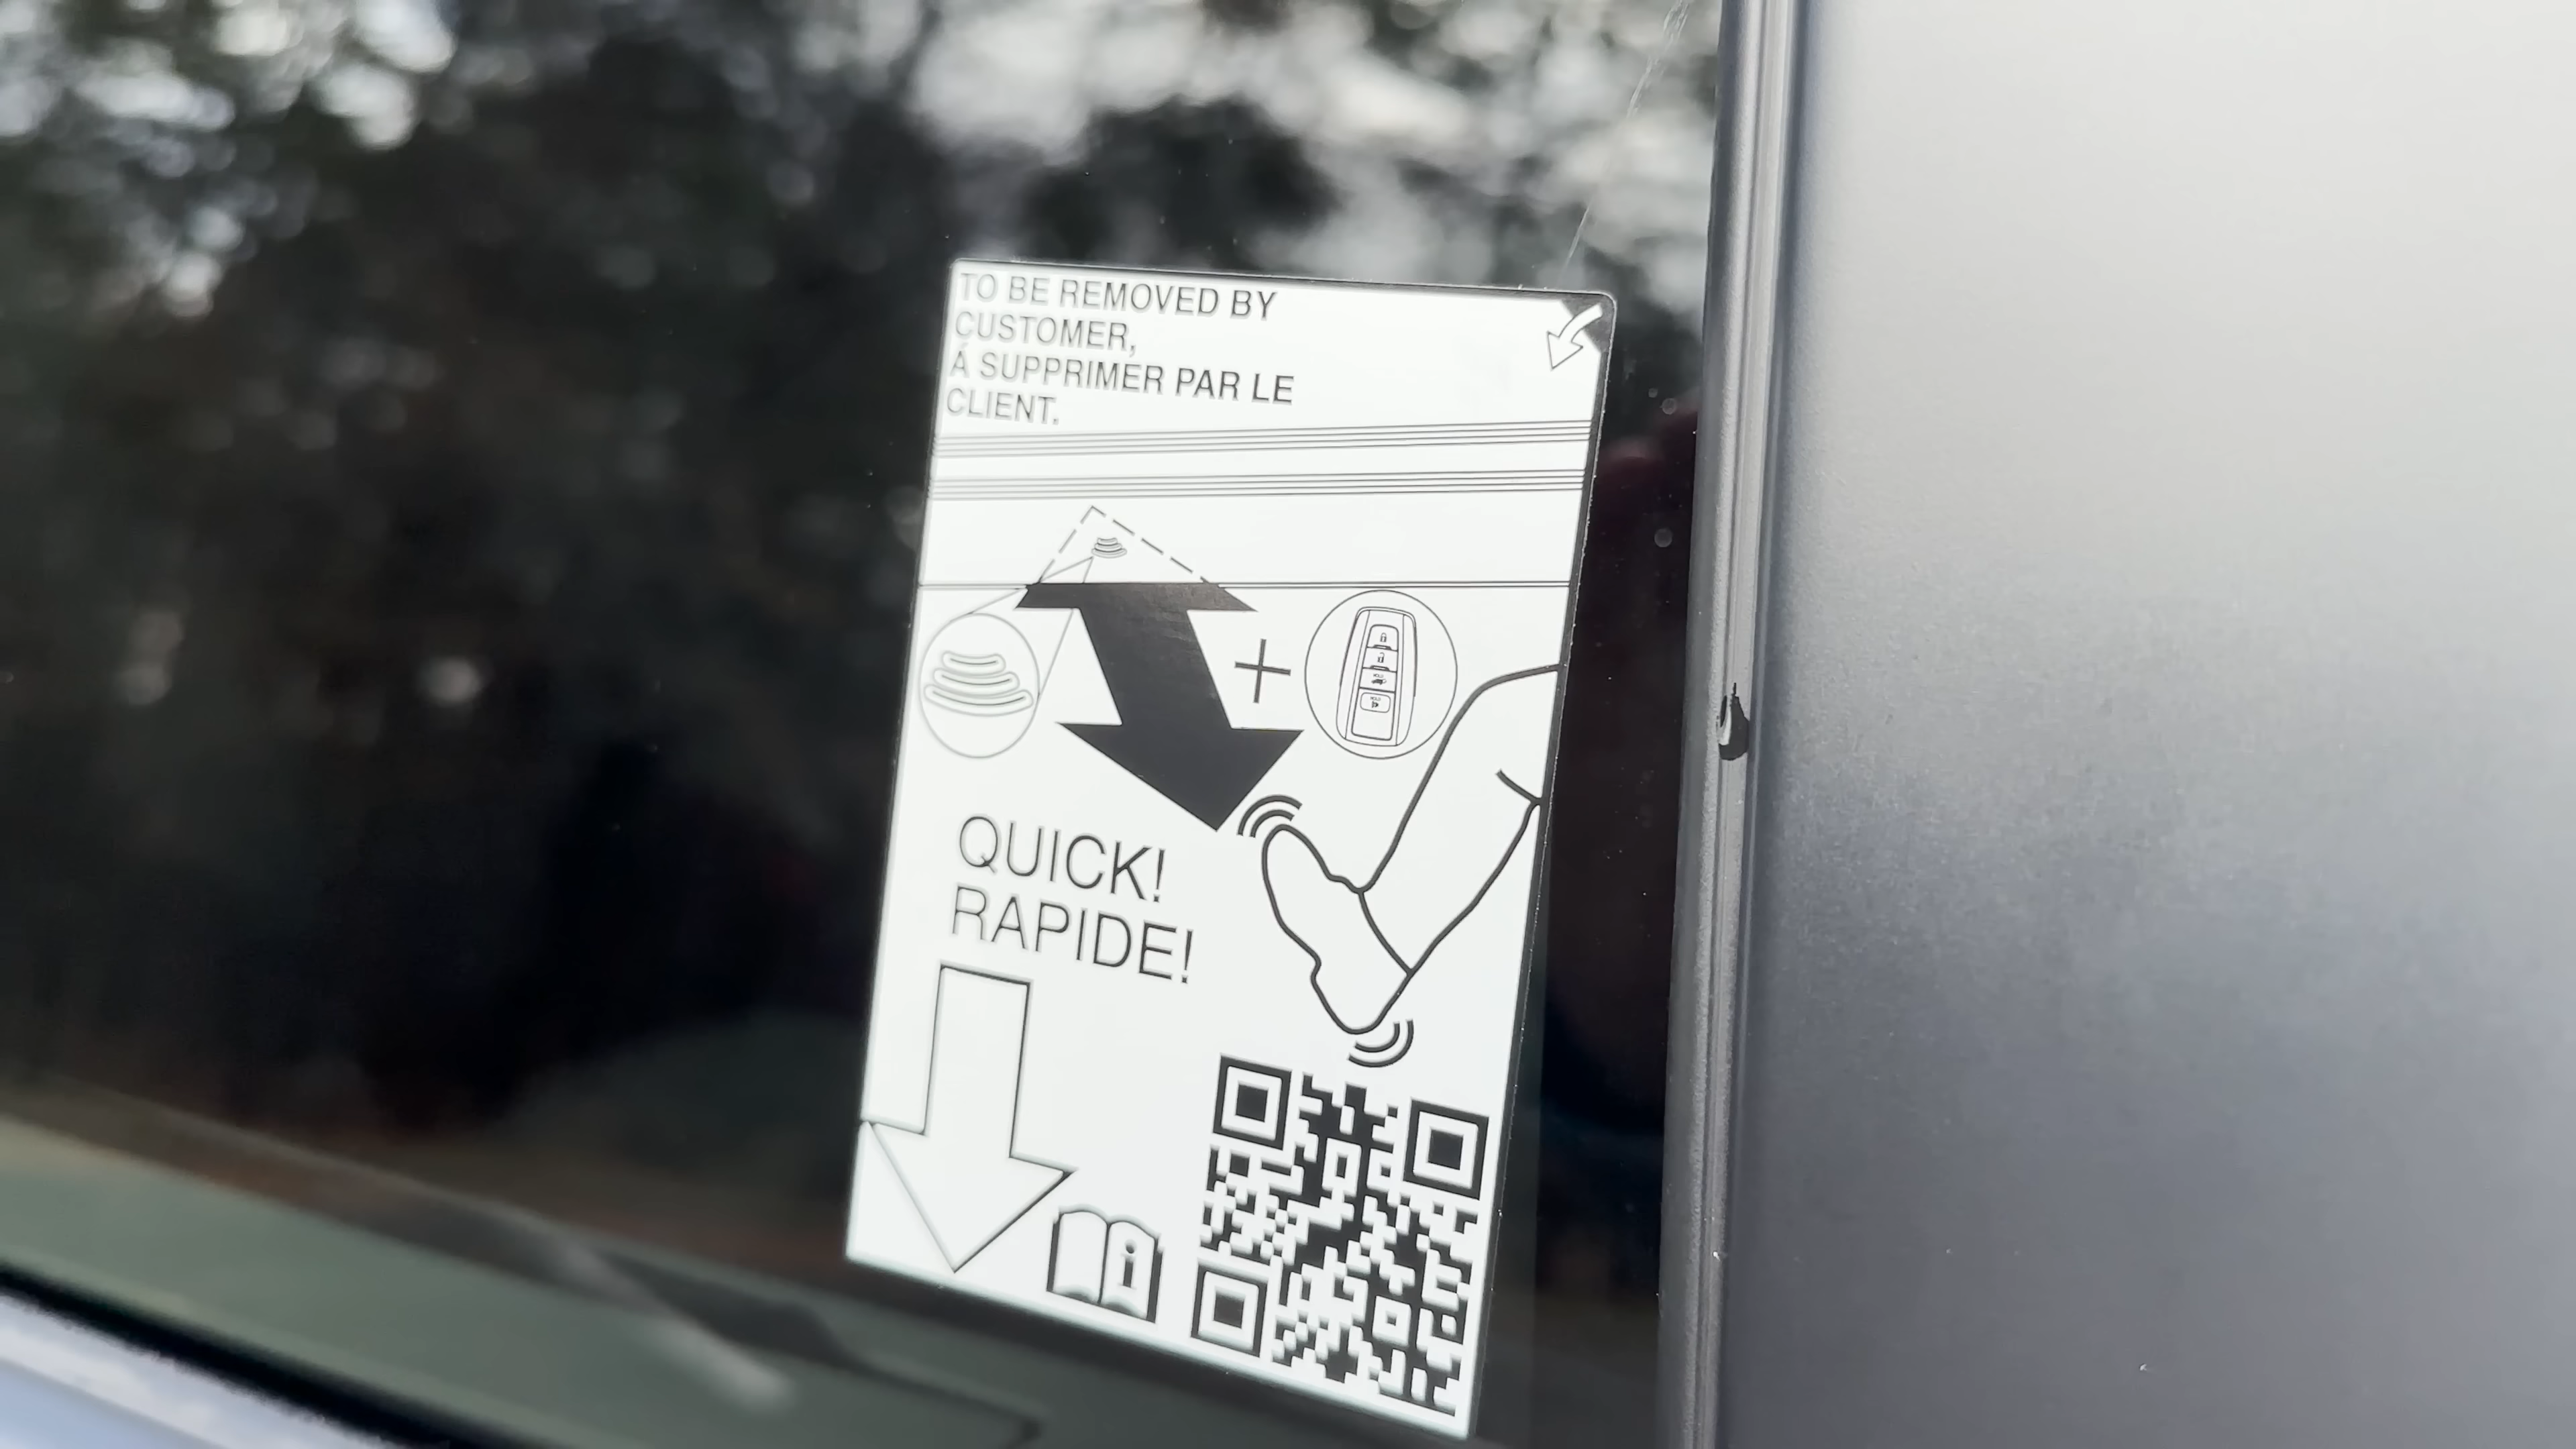 TO BE REMOVED BY
CUSTOMER,
Á SUPPRIMER PAR LE
CLIENT.
QUICK!
RAPIDE!